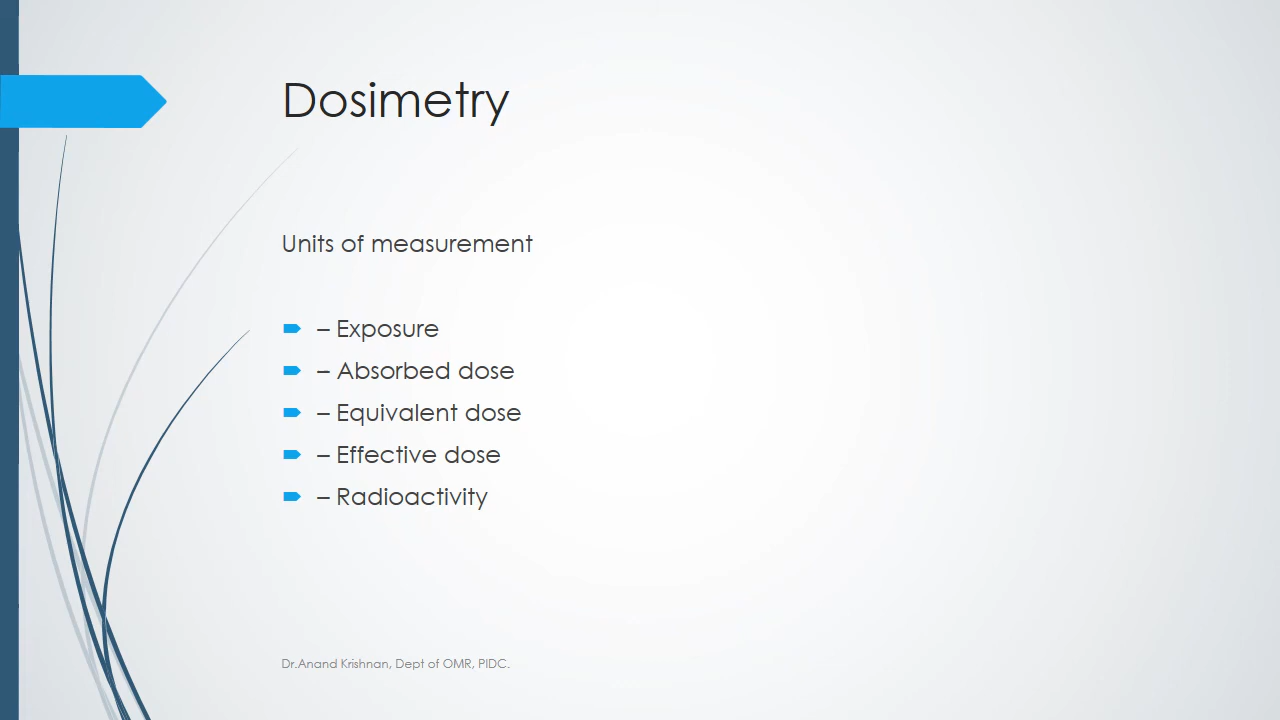 Dosimetry
Units of measurement
– Exposure
– Absorbed dose
– Equivalent dose
– Effective dose
– Radioactivity
Dr.Anand Krishnan, Dept of OMR, PIDC.